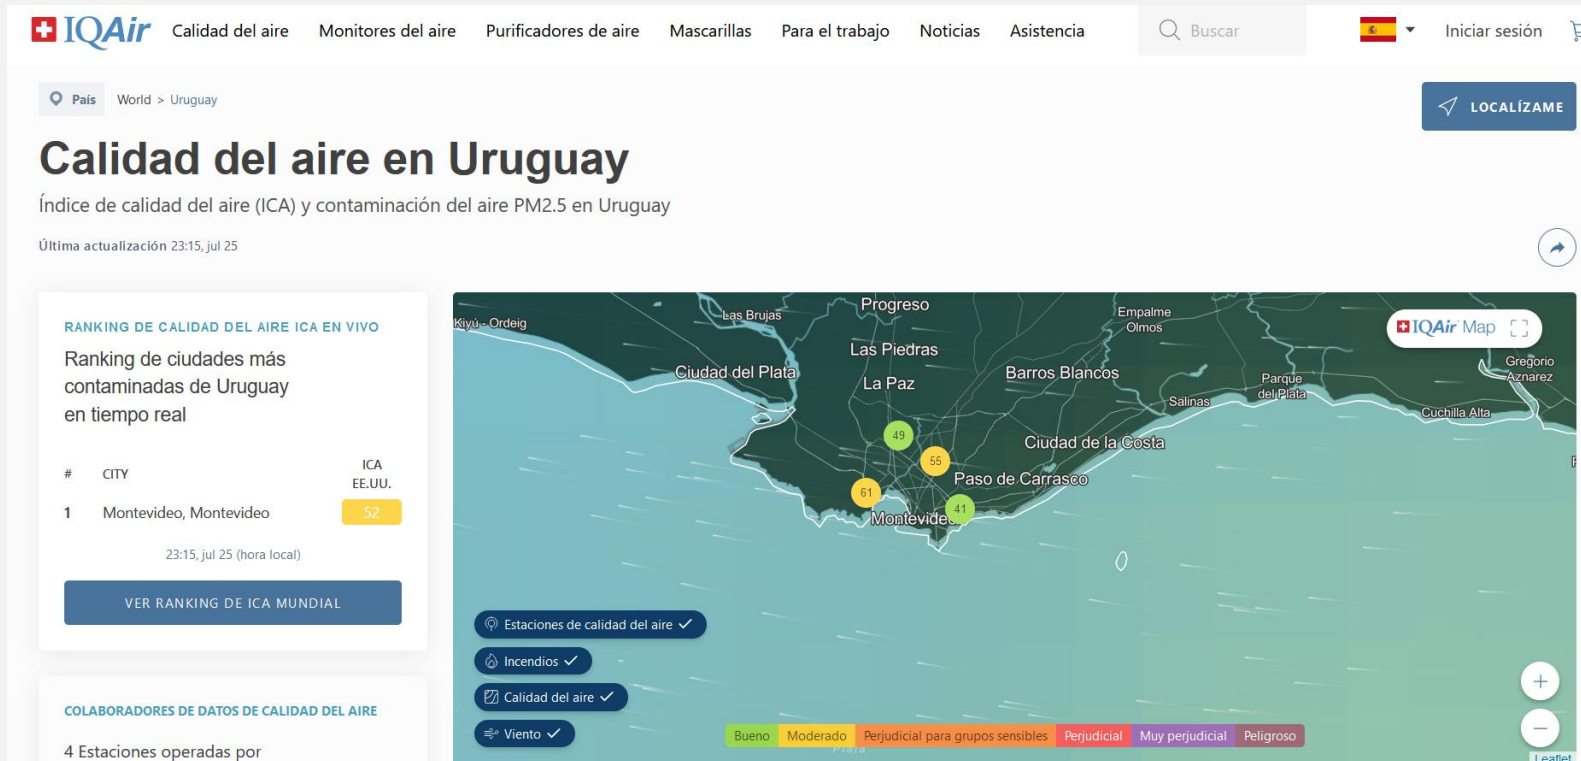 IQAir
Calidad del aire
Monitores del aire
Purificadores de aire
Mascarillas
Para el trabajo
Noticias
Asistencia
Buscar
Iniciar sesión
País
World > Uruguay
LOCALÍZAME
Calidad del aire en Uruguay
Índice de calidad del aire (ICA) y contaminación del aire PM2.5 en Uruguay
Última actualización 23:15, jul 25
RANKING DE CALIDAD DEL AIRE ICA EN VIVO
Ranking de ciudades más
contaminadas de Uruguay
en tiempo real
# CITY ICA
EE.UU.
1 Montevideo, Montevideo 52
23:15, jul 25 (hora local)
VER RANKING DE ICA MUNDIAL
COLABORADORES DE DATOS DE CALIDAD DEL AIRE
4 Estaciones operadas por
Kiyú - Ordeig
Las Brujas
Progreso
Empalme
Olmos
IQAir Map
Las Piedras
Ciudad del Plata
La Paz
Barros Blancos
Parque
del Plata
Gregorio
Aznarez
Salinas
Cuchilla Alta
49
55
Ciudad de la Costa
Paso de Carrasco
61
41
Montevide
Estaciones de calidad del aire
Incendios
Calidad del aire
Viento
Bueno
Moderado
Perjudicial para grupos sensibles
Perjudicial
Muy perjudicial
Peligroso
Plata
+
−
Leaflet